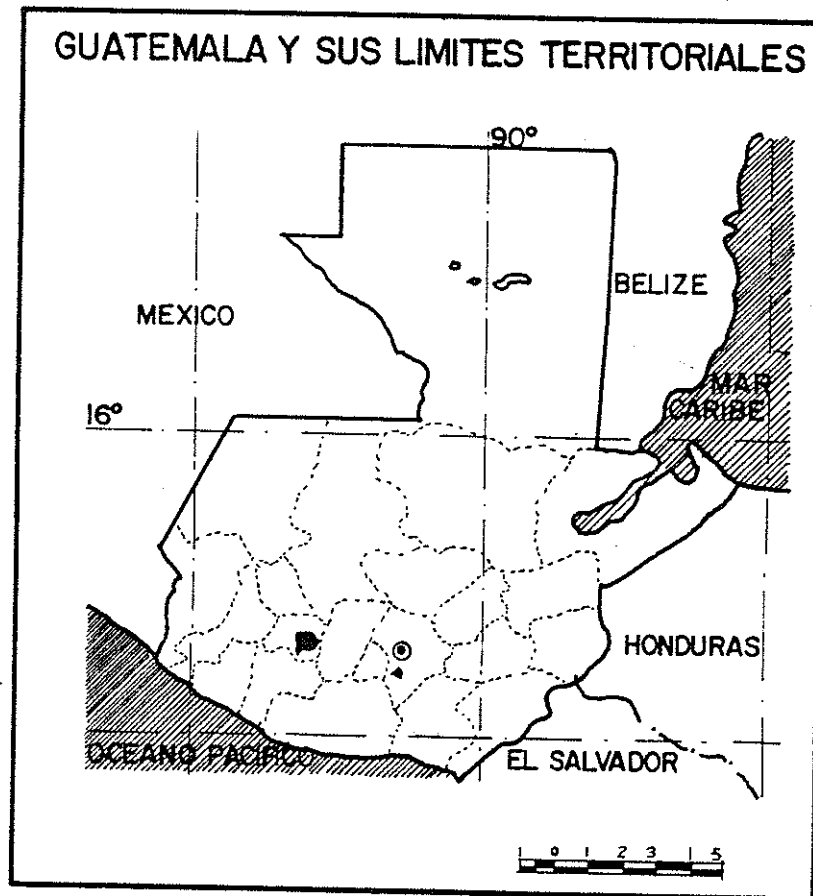 GUATEMALA Y SUS LIMITES TERRITORIALES
90°
BELIZE
MEXICO
MAR
CARIBE
16°
HONDURAS
OCEANO PACIFICO
EL SALVADOR
1 0 1 2 3 1 5